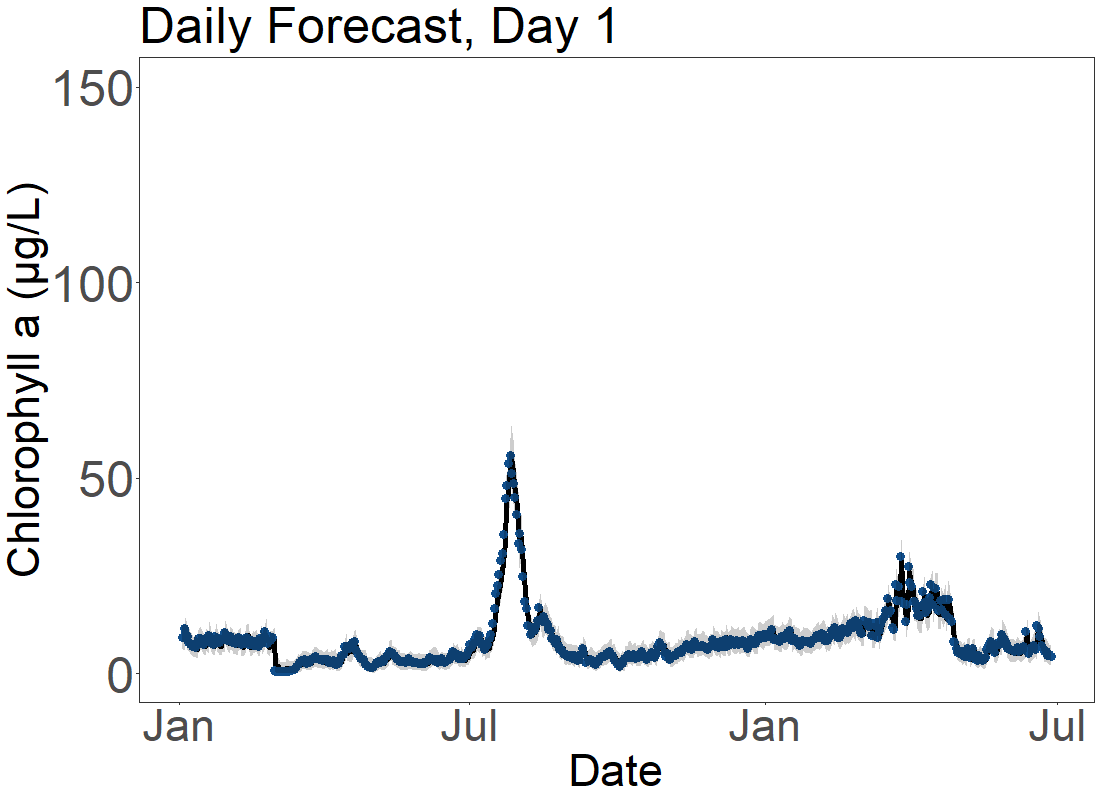 Daily Forecast, Day 1
150
100
50
0
Chlorophyll a (µg/L)
Jan Jul Jan Jul
Date